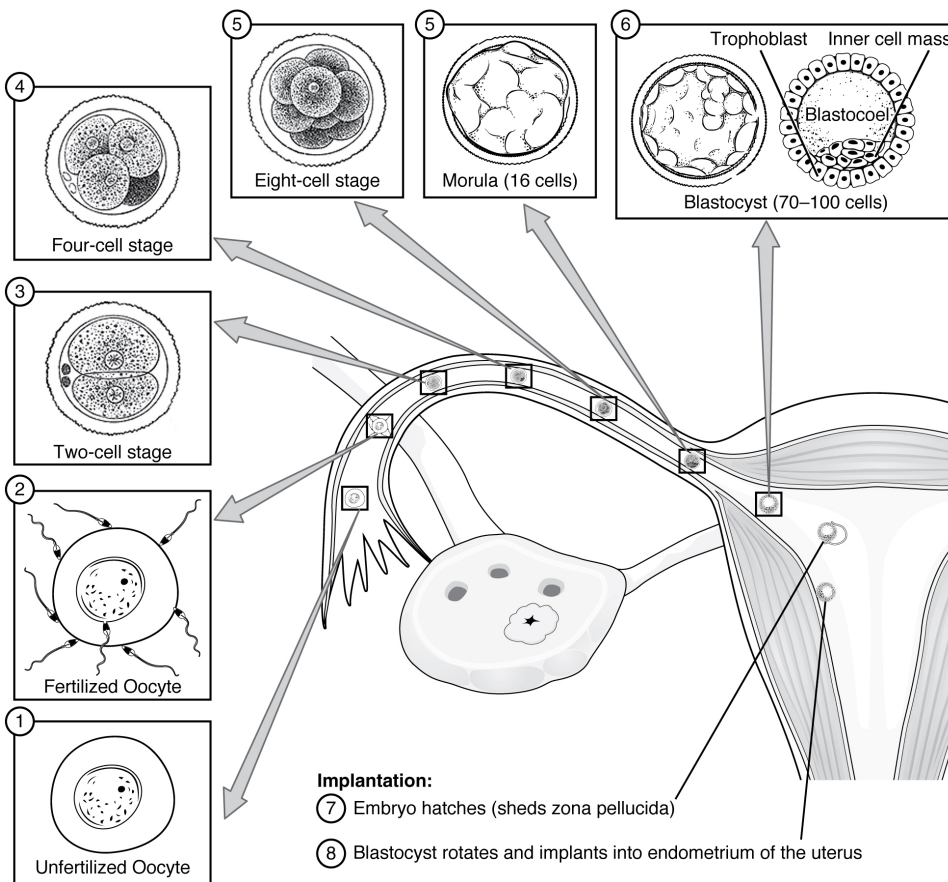 5
5
6
Trophoblast
Inner cell mass
4
Blastocoel
Eight-cell stage
Morula (16 cells)
Blastocyst (70–100 cells)
Four-cell stage
3
Two-cell stage
2
Fertilized Oocyte
1
Implantation:
7 Embryo hatches (sheds zona pellucida)
8 Blastocyst rotates and implants into endometrium of the uterus
Unfertilized Oocyte